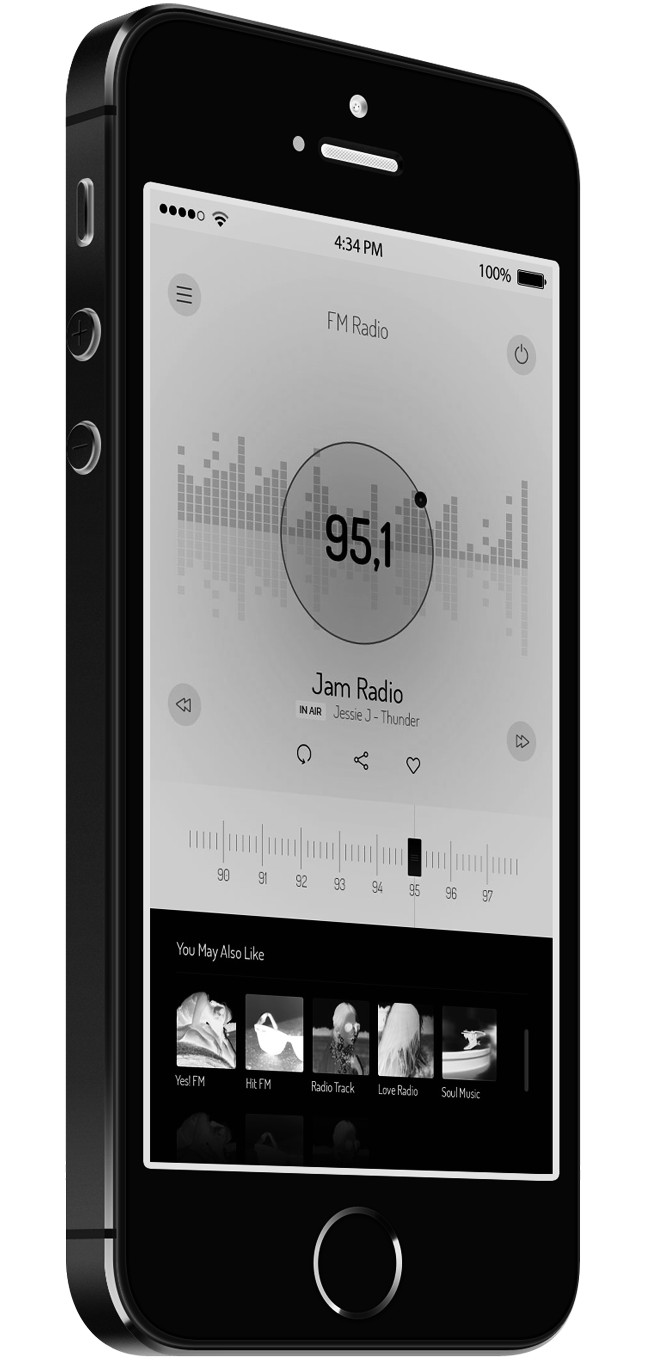 4:34 PM
100%
FM Radio
95,1
Jam Radio
IN AIR Jessie J - Thunder
90 91 92 93 94 95 96 97
You May Also Like
Yes! FM Hit FM Radio Track Love Radio Soul Music